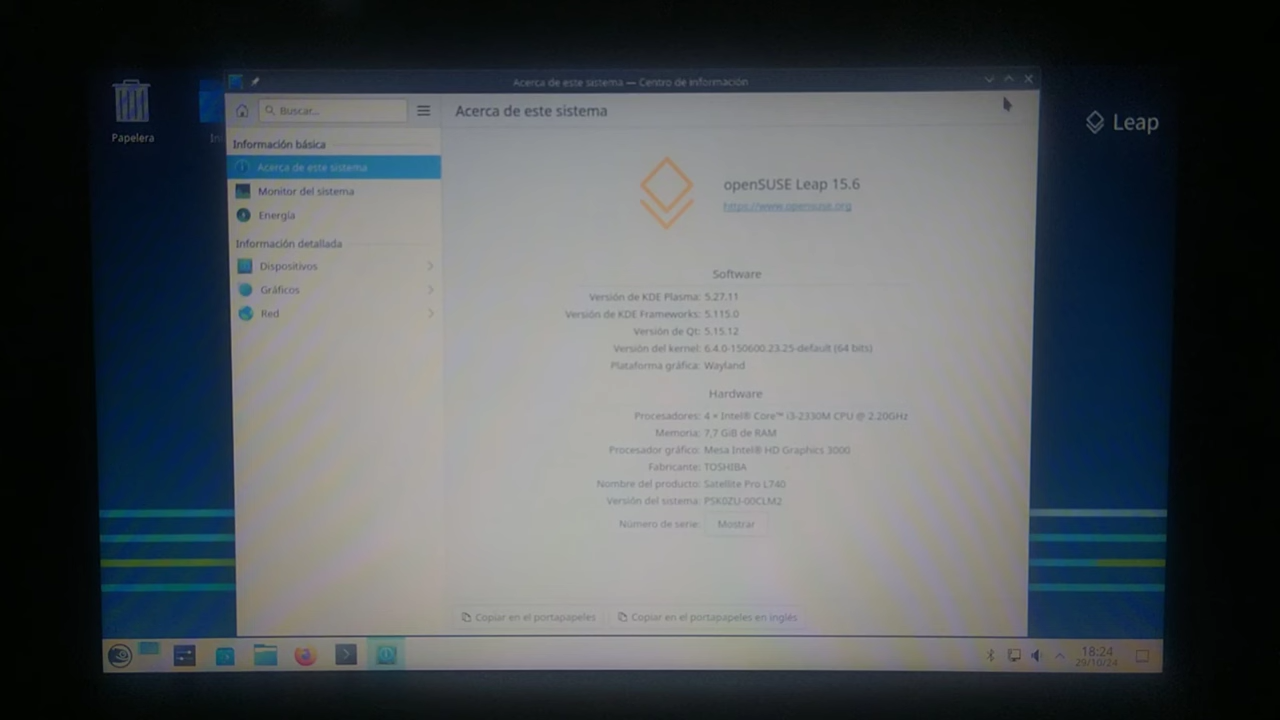 Acerca de este sistema — Centro de Información
Papelera
Buscar...
Acerca de este sistema
Leap
Información básica
Acerca de este sistema
Monitor del sistema
Energía
Información detallada
Dispositivos
Gráficos
Red
openSUSE Leap 15.6
https://www.opensuse.org
Software
Versión de KDE Plasma: 5.27.11
Versión de KDE Frameworks: 5.115.0
Versión de Qt: 5.15.12
Versión del kernel: 6.4.0-150600.23.25-default (64 bits)
Plataforma gráfica: Wayland
Hardware
Procesadores: 4 × Intel® Core™ i3-2330M CPU @ 2.20GHz
Memoria: 7,7 GiB de RAM
Procesador gráfico: Mesa Intel® HD Graphics 3000
Fabricante: TOSHIBA
Nombre del producto: Satellite Pro L740
Versión del sistema: PSK0ZU-00CLM2
Número de serie: Mostrar
Copiar en el portapapeles
Copiar en el portapapeles en inglés
18:24
29/10/24